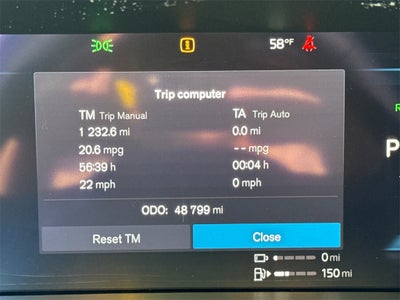 58°F
Trip computer
TM Trip Manual TA Trip Auto
1 232.6 mi 0.0 mi
20.6 mpg -- mpg
56:39 h 00:04 h
22 mph 0 mph
ODO: 48 799 mi
Reset TM Close
0 mi
150 mi
R
P